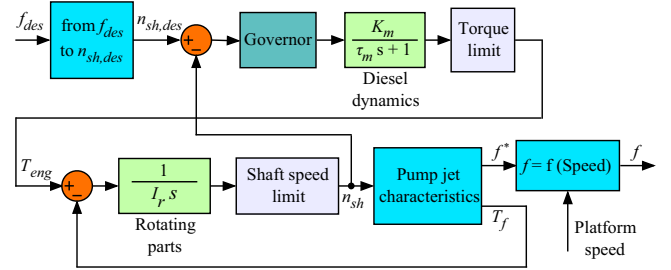 f_des
from f_des
to n_sh,des
n_sh,des
+
−
Governor
K_m
τ_m s + 1
Diesel
dynamics
Torque
limit
T_eng
+
−
1
I_r s
Rotating
parts
Shaft speed
limit
n_sh
Pump jet
characteristics
f*
T_f
f = f (Speed)
f
Platform
speed